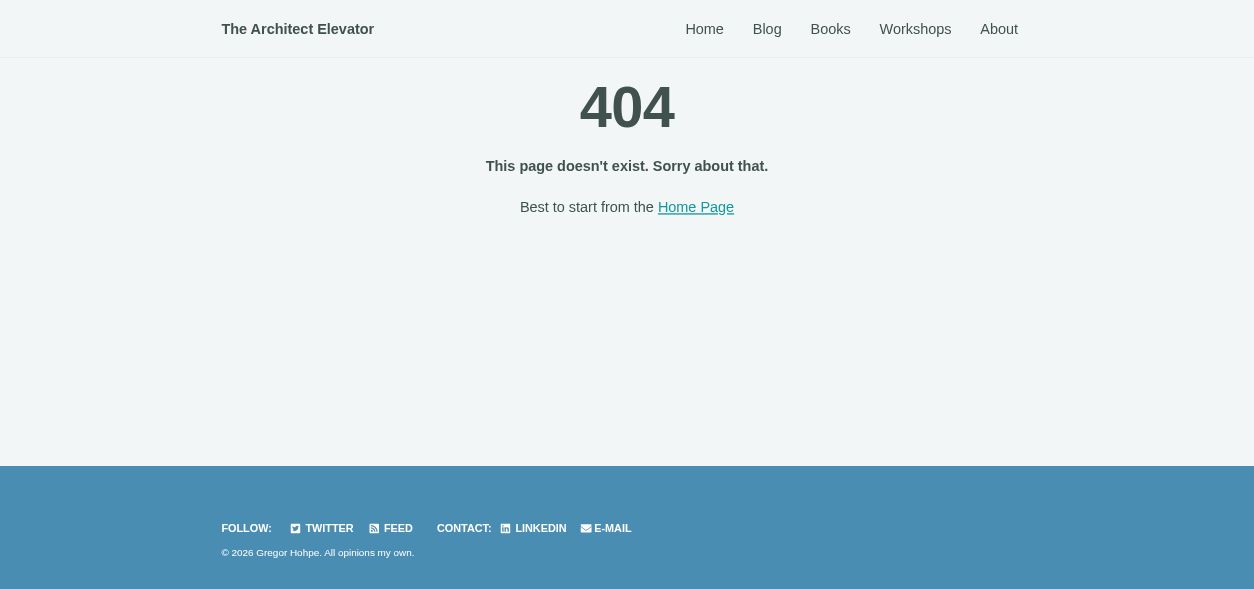 The Architect Elevator Home Blog Books Workshops About
404
This page doesn't exist. Sorry about that.
Best to start from the Home Page
FOLLOW: TWITTER FEED CONTACT: LINKEDIN E-MAIL
© 2026 Gregor Hohpe. All opinions my own.